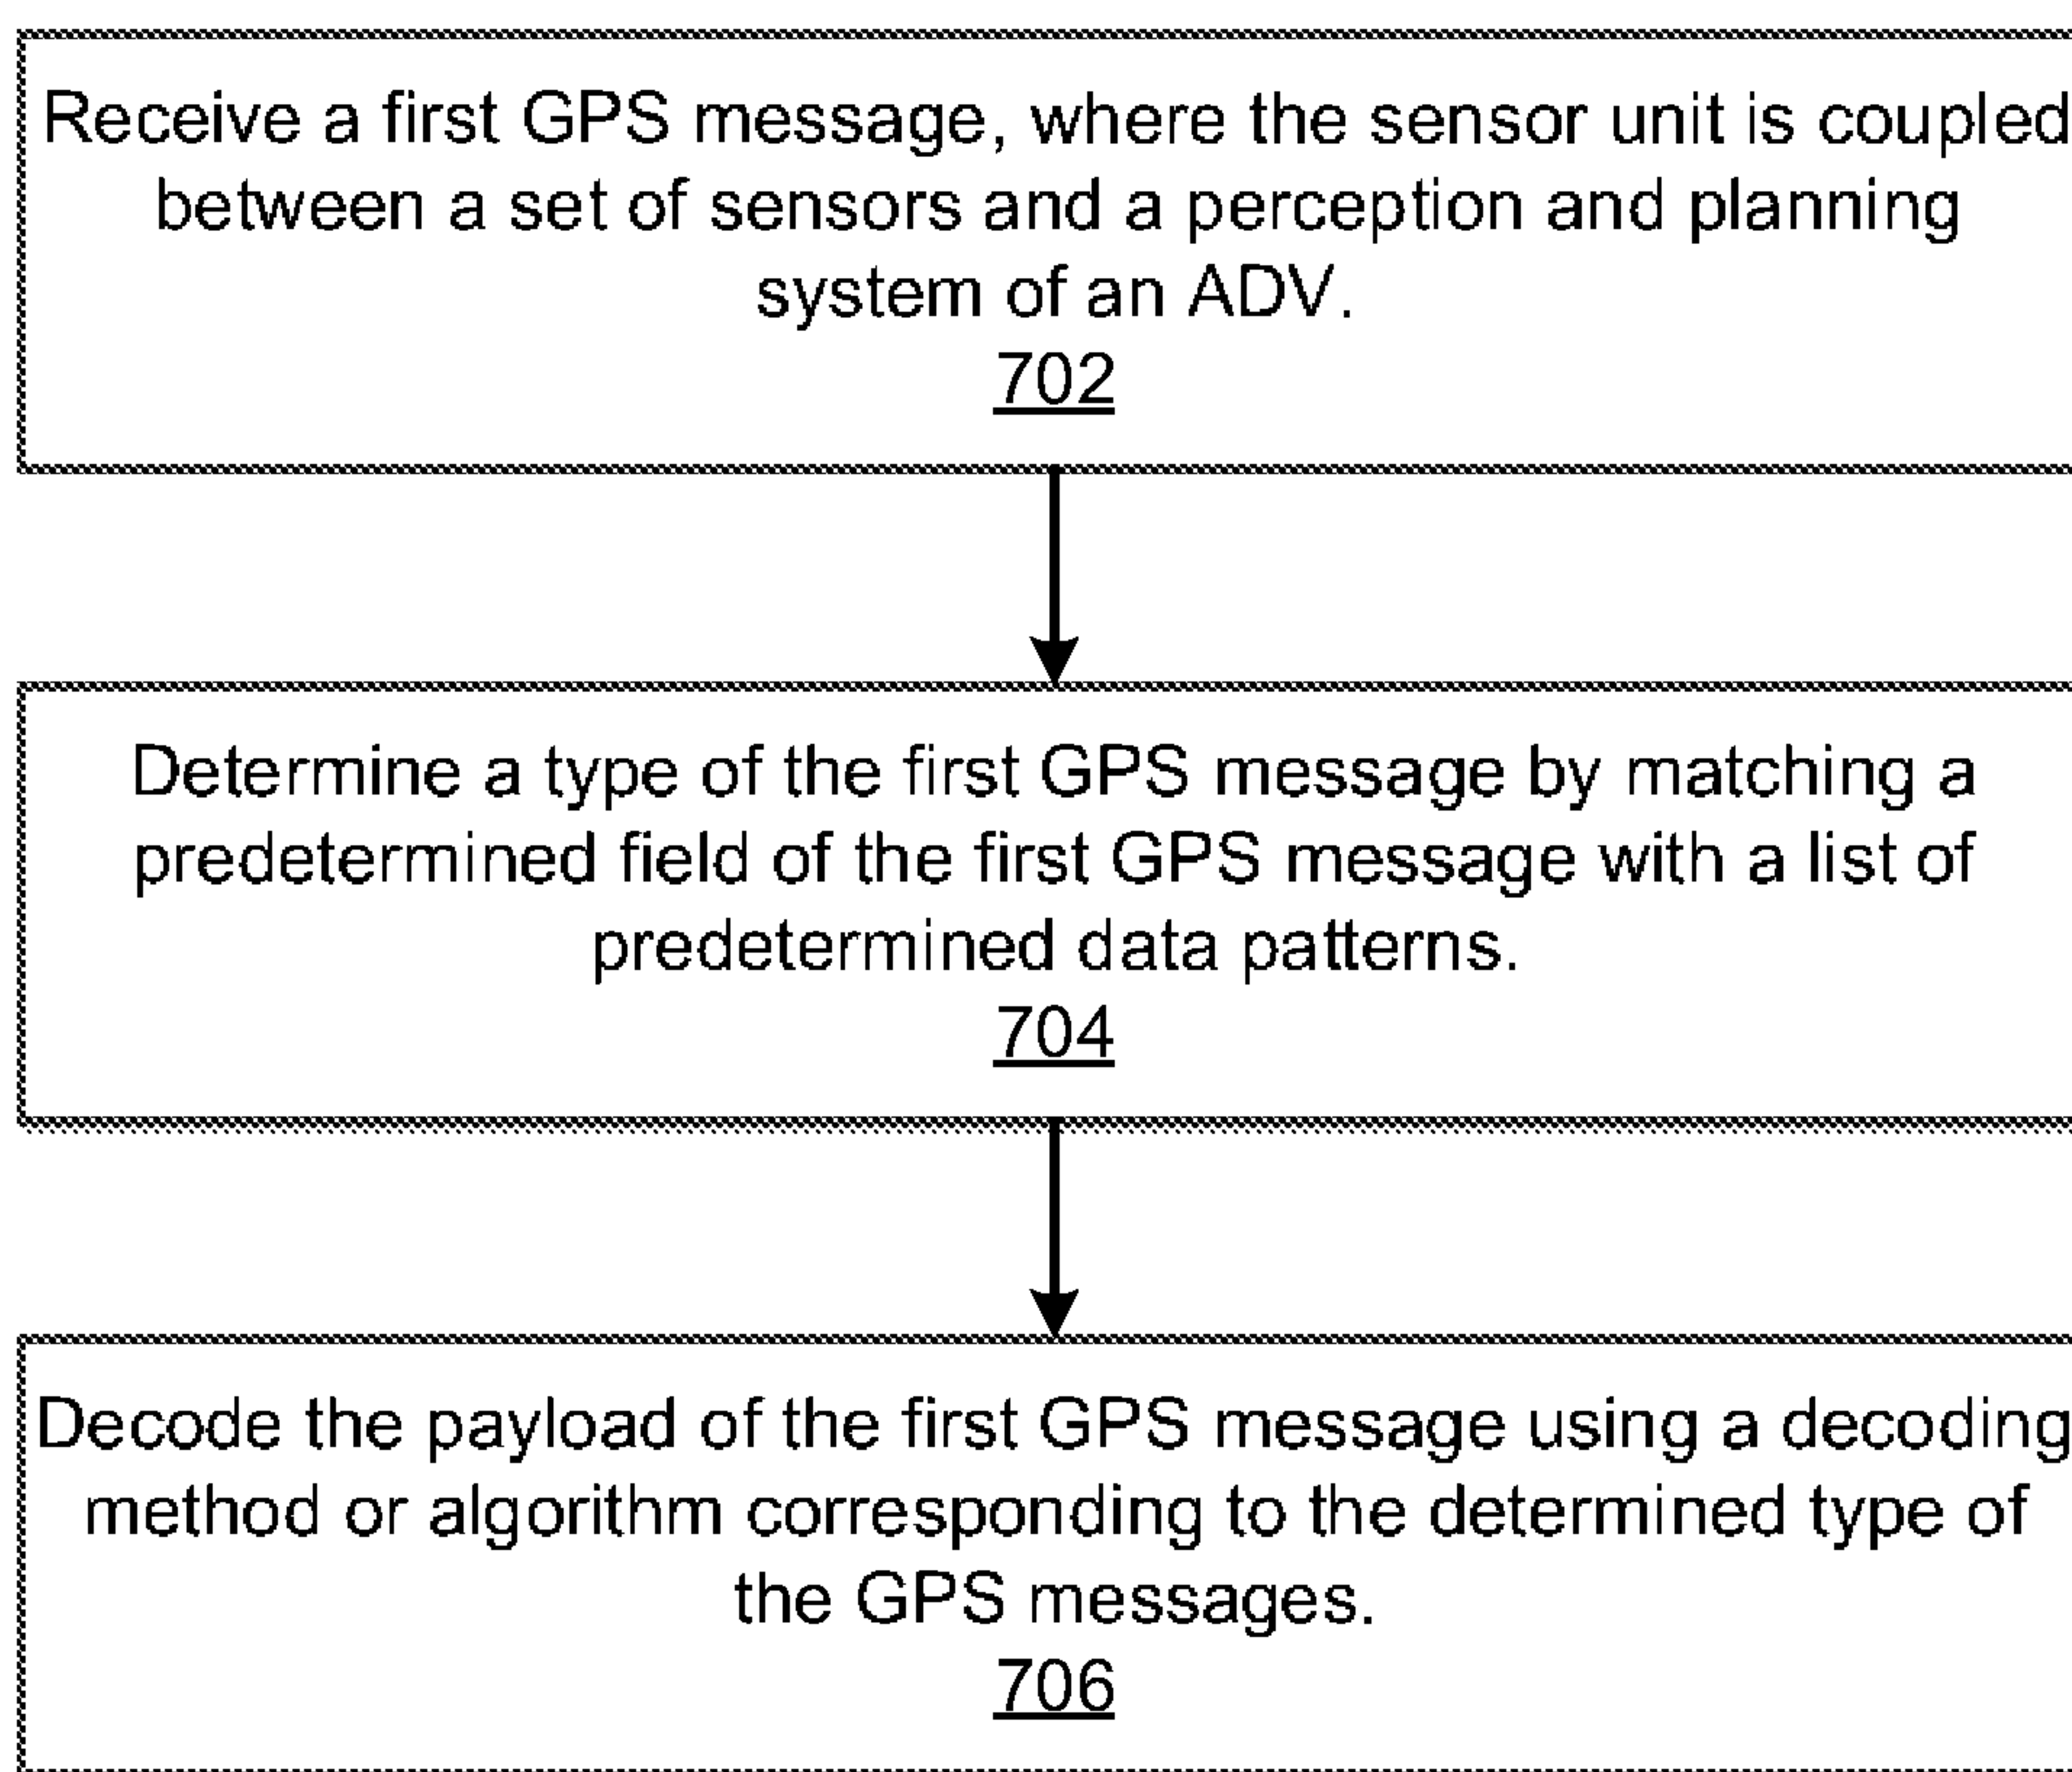 Receive a first GPS message, where the sensor unit is coupled
between a set of sensors and a perception and planning
system of an ADV.
702
Determine a type of the first GPS message by matching a
predetermined field of the first GPS message with a list of
predetermined data patterns.
704
Decode the payload of the first GPS message using a decoding
method or algorithm corresponding to the determined type of
the GPS messages.
706